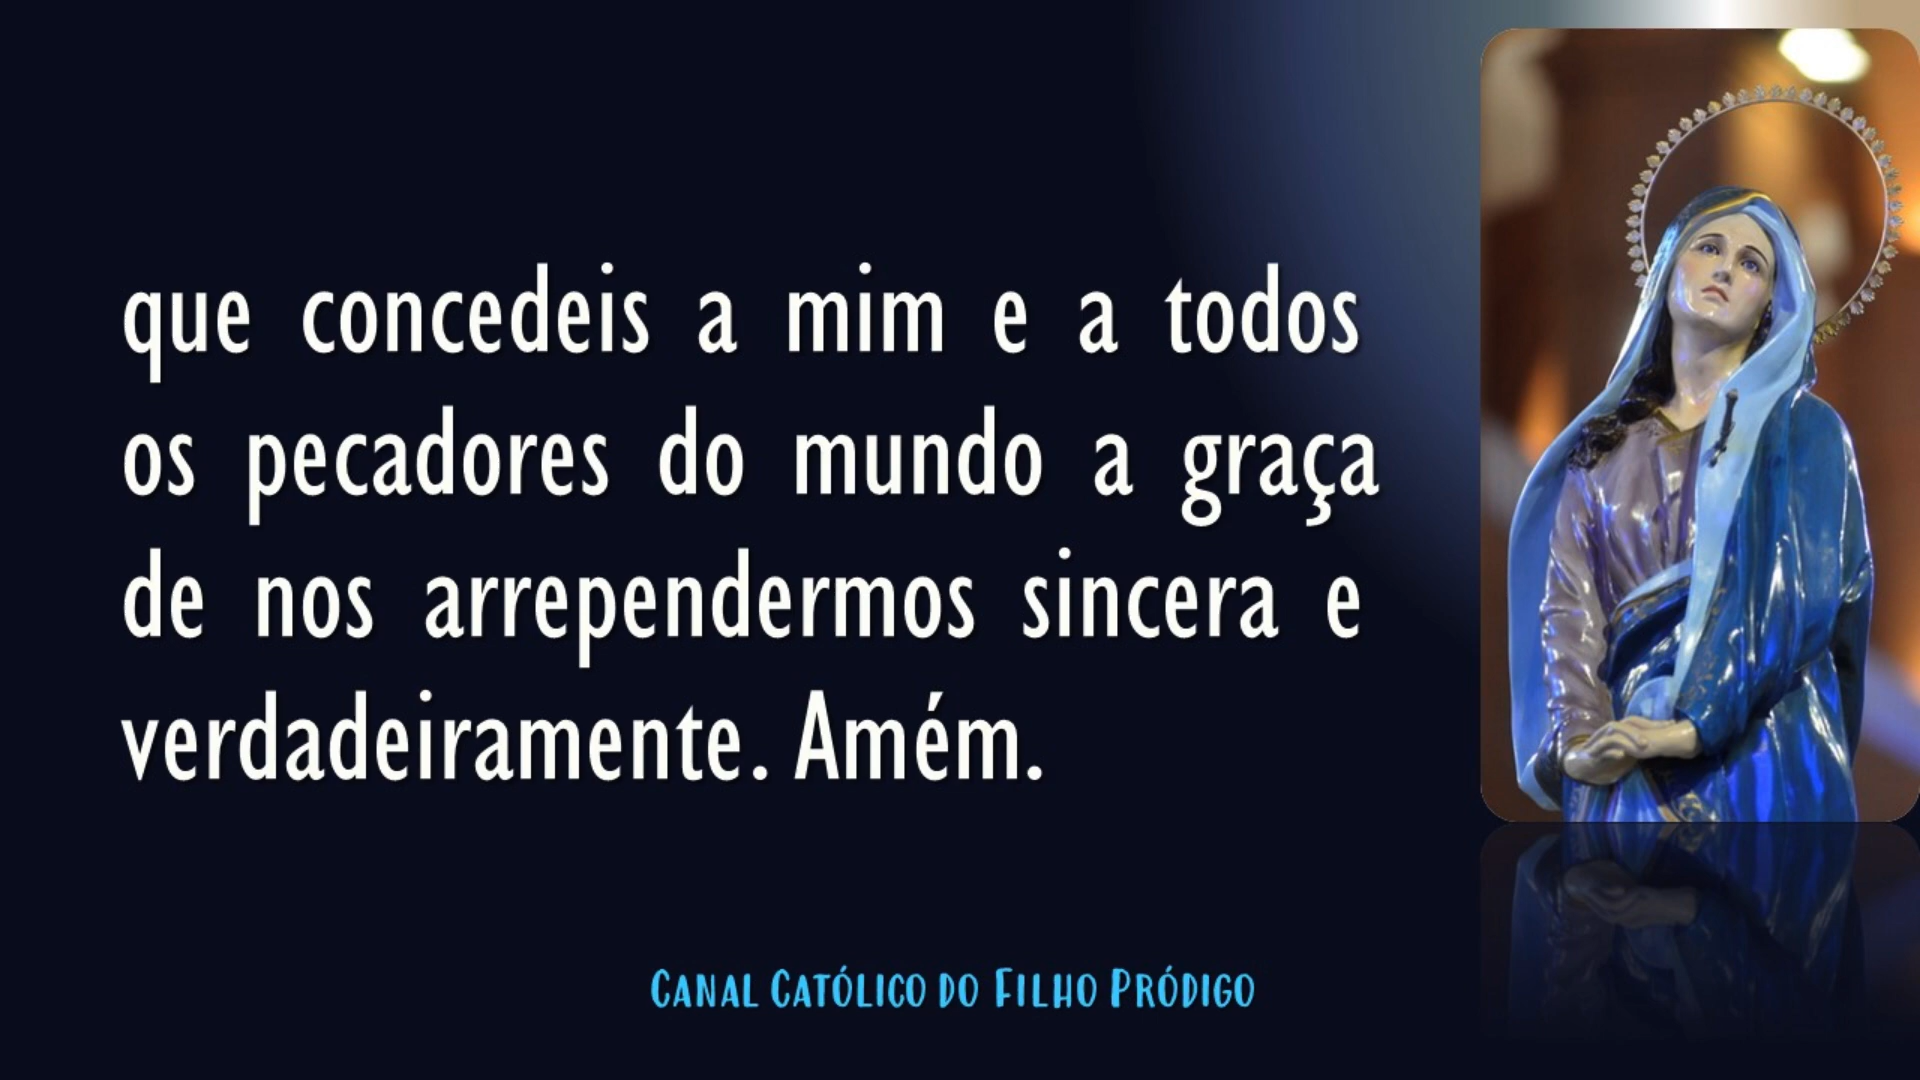 que concedeis a mim e a todos
os pecadores do mundo a graça
de nos arrependermos sincera e
verdadeiramente. Amém.
CANAL CATÓLICO DO FILHO PRÓDIGO